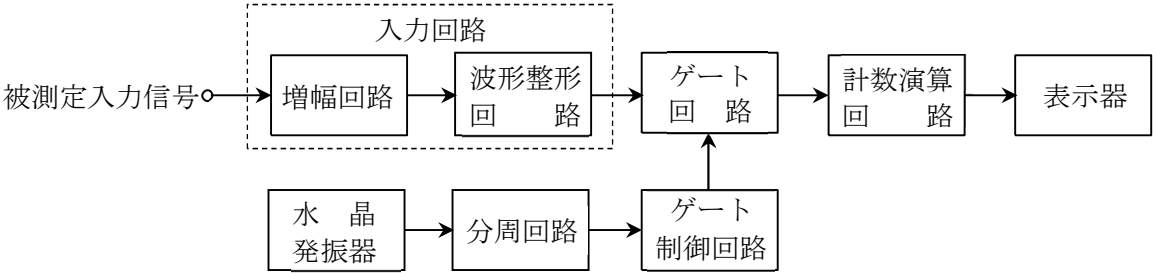 入力回路
被測定入力信号
増幅回路
波形整形
回　　路
ゲート
回　路
計数演算
回　　路
表示器
水　晶
発振器
分周回路
ゲート
制御回路